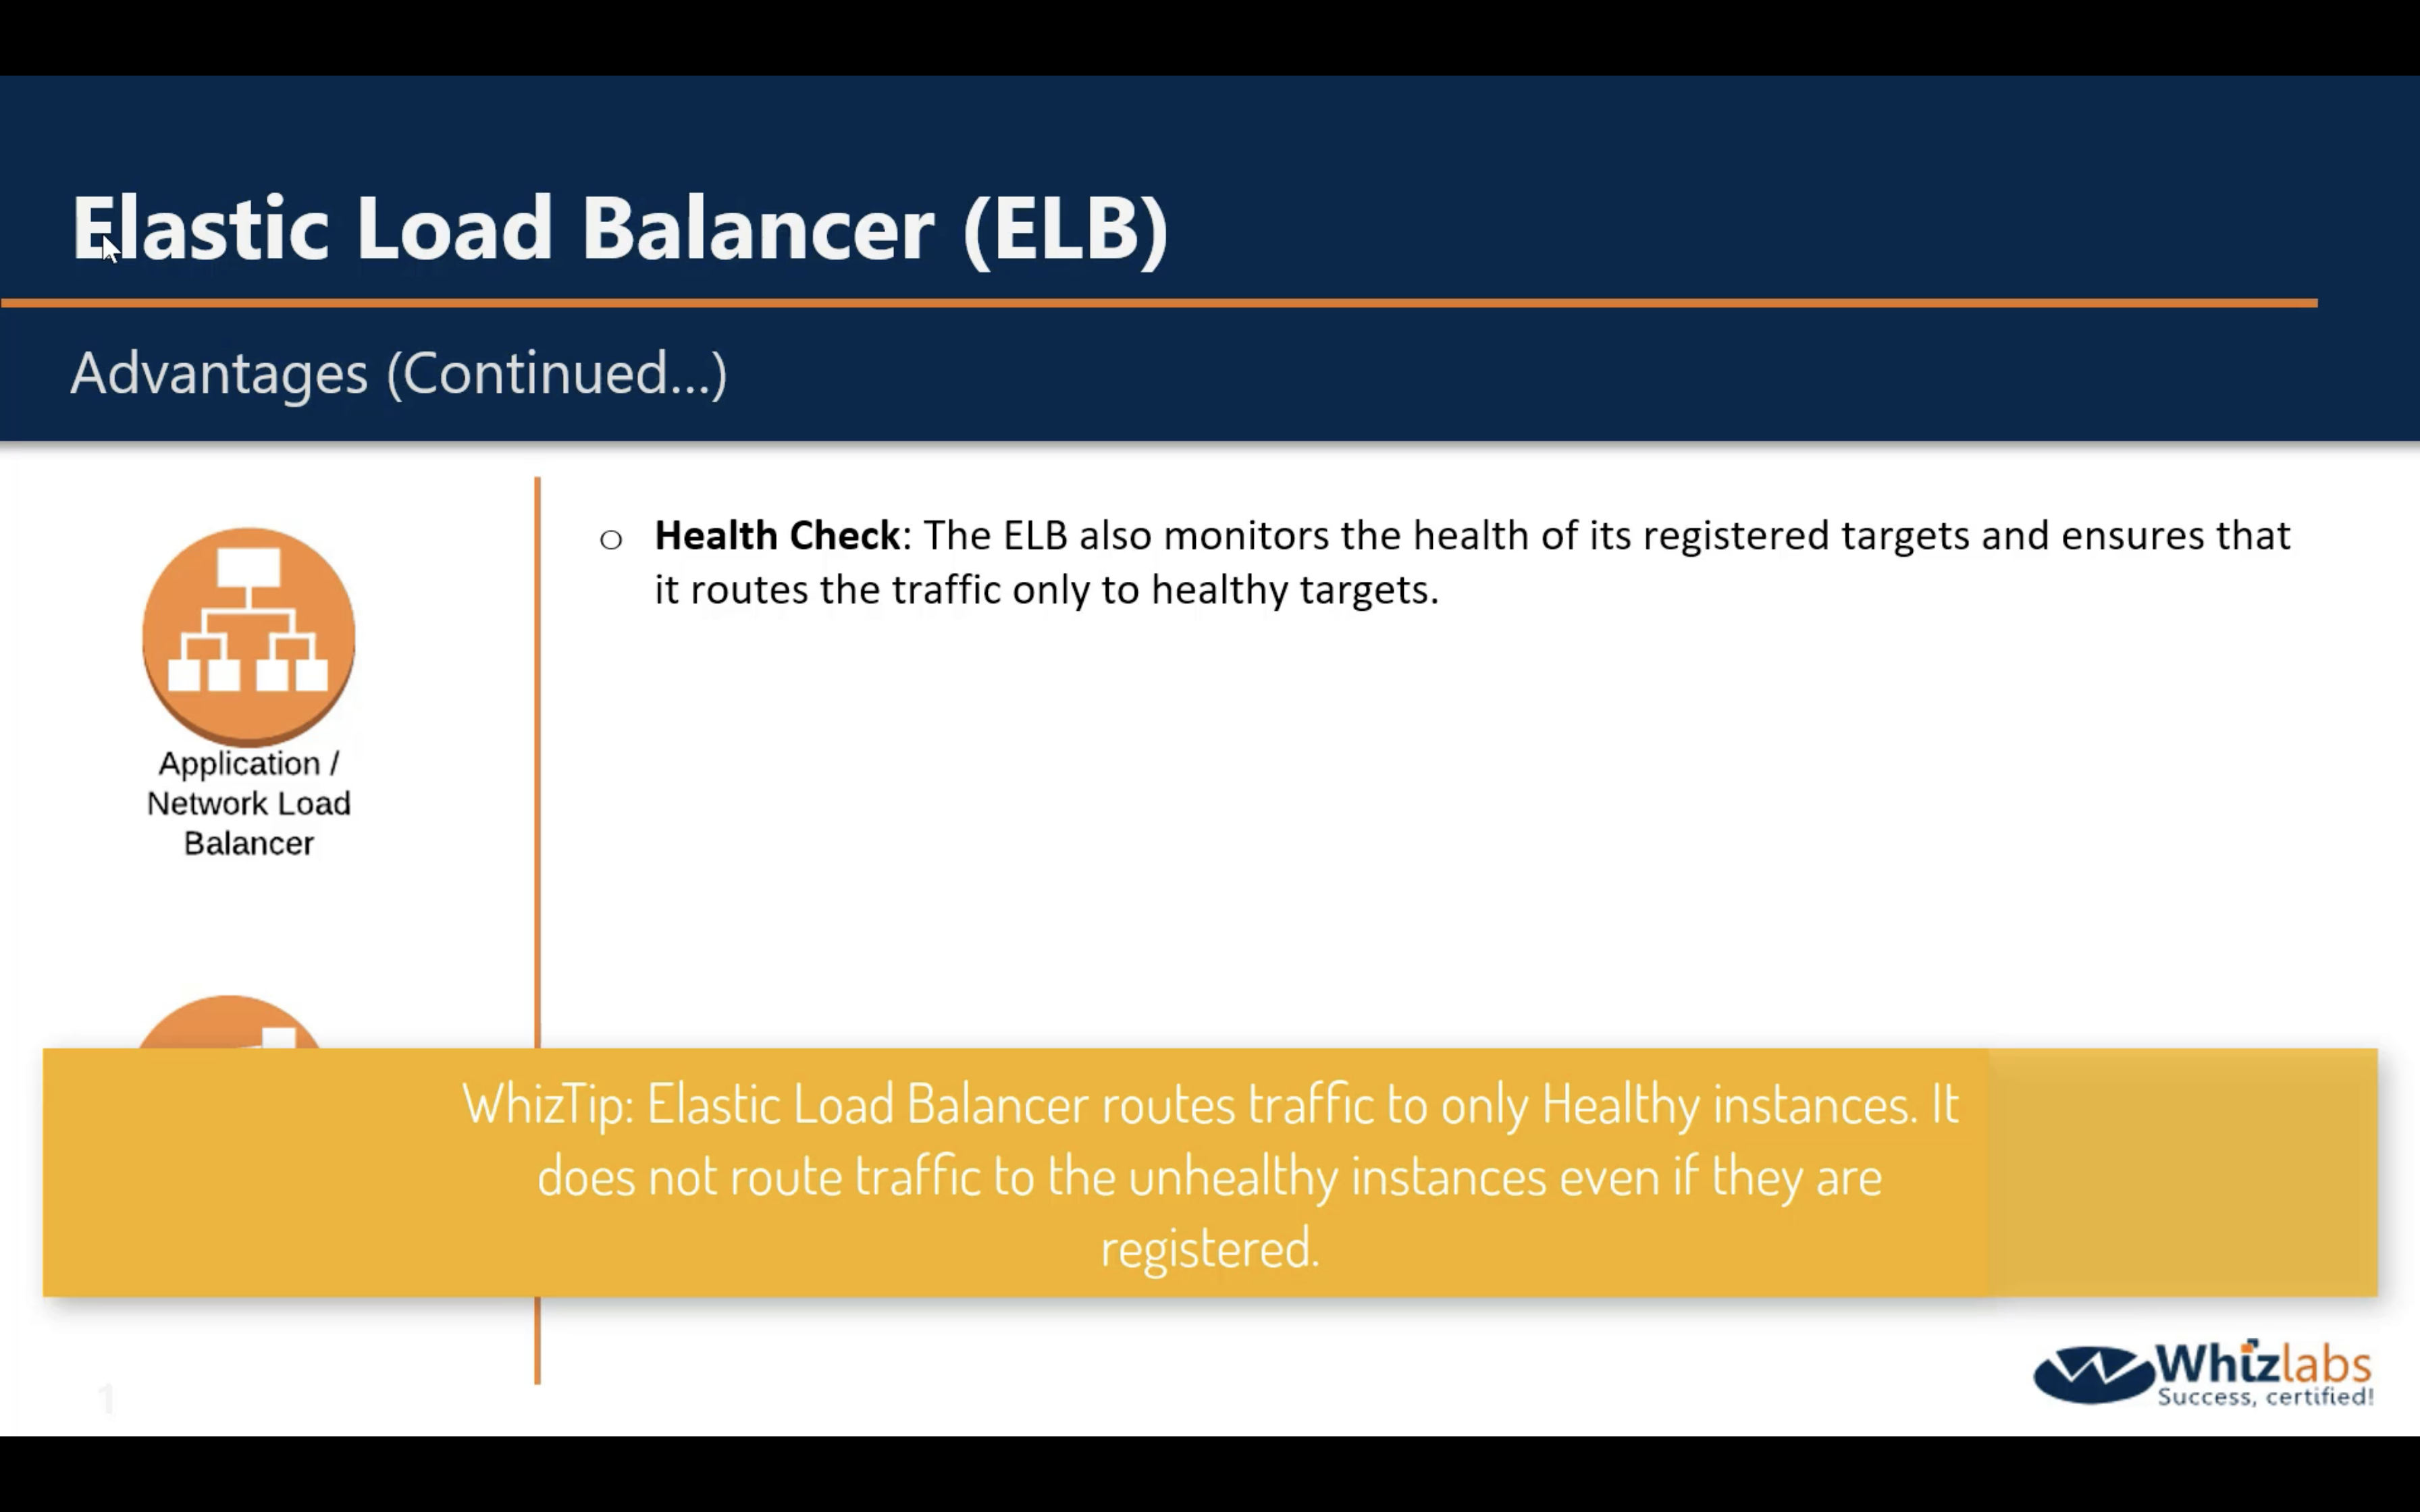 Elastic Load Balancer (ELB)
Advantages (Continued...)
○ Health Check: The ELB also monitors the health of its registered targets and ensures that
it routes the traffic only to healthy targets.
Application /
Network Load
Balancer
WhizTip: Elastic Load Balancer routes traffic to only Healthy instances. It
does not route traffic to the unhealthy instances even if they are
registered.
1
Whizlabs
Success, certified!